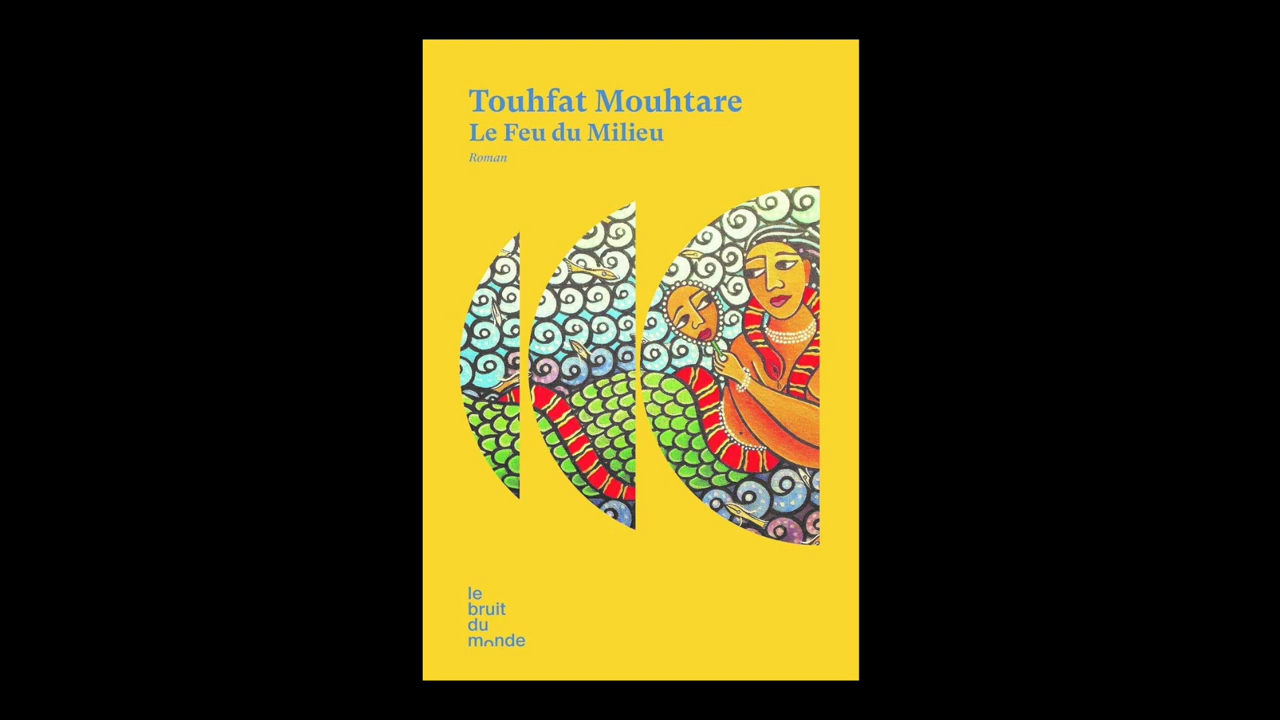 Touhfat Mouhtare
Le Feu du Milieu
Roman
le
bruit
du
monde